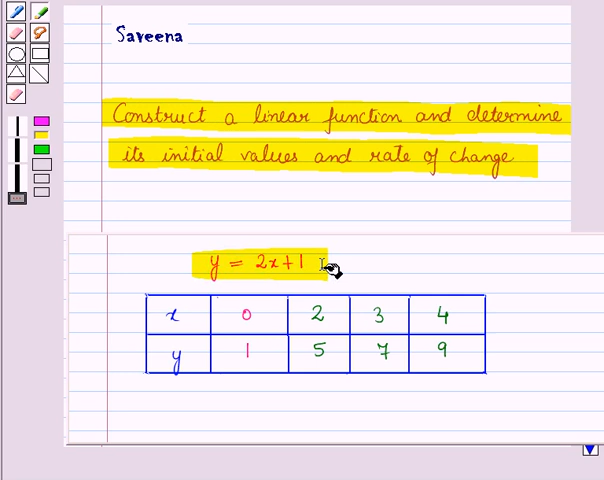 Saveena
Construct a linear function and determine
its initial values and rate of change
y = 2x+1
x 0 2 3 4
y 1 5 7 9